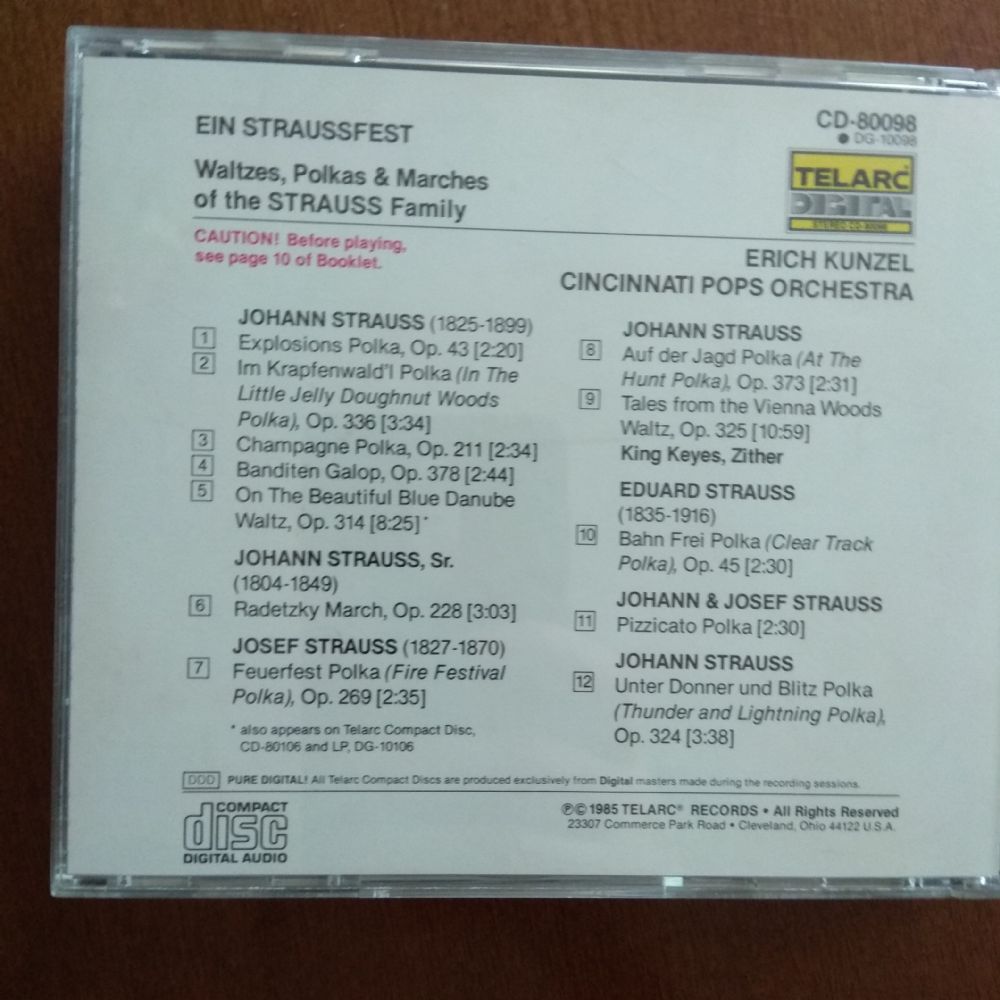 EIN STRAUSSFEST
Waltzes, Polkas & Marches
of the STRAUSS Family
CAUTION! Before playing,
see page 10 of Booklet.
CD-80098
● DG-10098
TELARC
DIGITAL
STEREO CD-80098
ERICH KUNZEL
CINCINNATI POPS ORCHESTRA
JOHANN STRAUSS (1825-1899)
1 Explosions Polka, Op. 43 [2:20]
2 Im Krapfenwald'l Polka (In The
Little Jelly Doughnut Woods
Polka), Op. 336 [3:34]
3 Champagne Polka, Op. 211 [2:34]
4 Banditen Galop, Op. 378 [2:44]
5 On The Beautiful Blue Danube
Waltz, Op. 314 [8:25]*
JOHANN STRAUSS, Sr.
(1804-1849)
6 Radetzky March, Op. 228 [3:03]
JOSEF STRAUSS (1827-1870)
7 Feuerfest Polka (Fire Festival
Polka), Op. 269 [2:35]
* also appears on Telarc Compact Disc,
CD-80106 and LP, DG-10106
JOHANN STRAUSS
8 Auf der Jagd Polka (At The
Hunt Polka), Op. 373 [2:31]
9 Tales from the Vienna Woods
Waltz, Op. 325 [10:59]
King Keyes, Zither
EDUARD STRAUSS
(1835-1916)
10 Bahn Frei Polka (Clear Track
Polka), Op. 45 [2:30]
JOHANN & JOSEF STRAUSS
11 Pizzicato Polka [2:30]
JOHANN STRAUSS
12 Unter Donner und Blitz Polka
(Thunder and Lightning Polka),
Op. 324 [3:38]
DDD PURE DIGITAL! All Telarc Compact Discs are produced exclusively from Digital masters made during the recording sessions.
COMPACT
disc
DIGITAL AUDIO
℗© 1985 TELARC® RECORDS • All Rights Reserved
23307 Commerce Park Road • Cleveland, Ohio 44122 U.S.A.